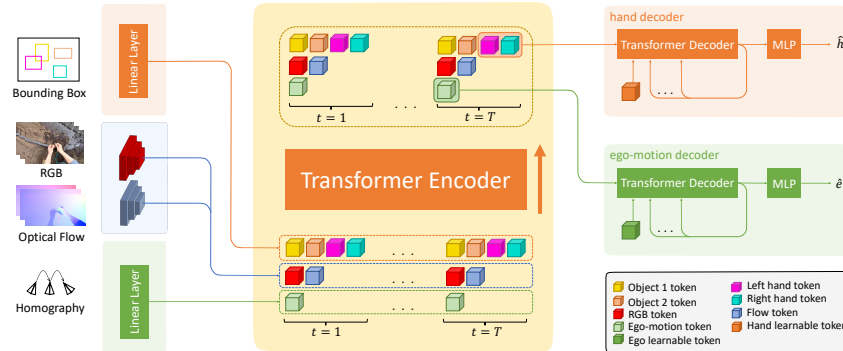 Bounding Box
RGB
Optical Flow
Homography
Linear Layer
Linear Layer
t = 1
. . .
t = T
Transformer Encoder
. . .
. . .
. . .
t = 1
t = T
hand decoder
Transformer Decoder
MLP
ĥ
. . .
ego-motion decoder
Transformer Decoder
MLP
ê
. . .
Object 1 token
Object 2 token
RGB token
Ego-motion token
Ego learnable token
Left hand token
Right hand token
Flow token
Hand learnable token